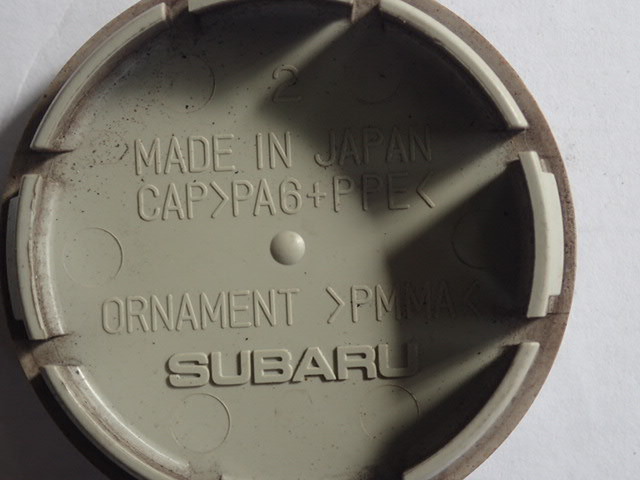 2
MADE IN JAPAN
CAP>PA6+PPE<
ORNAMENT >PMMA<
SUBARU